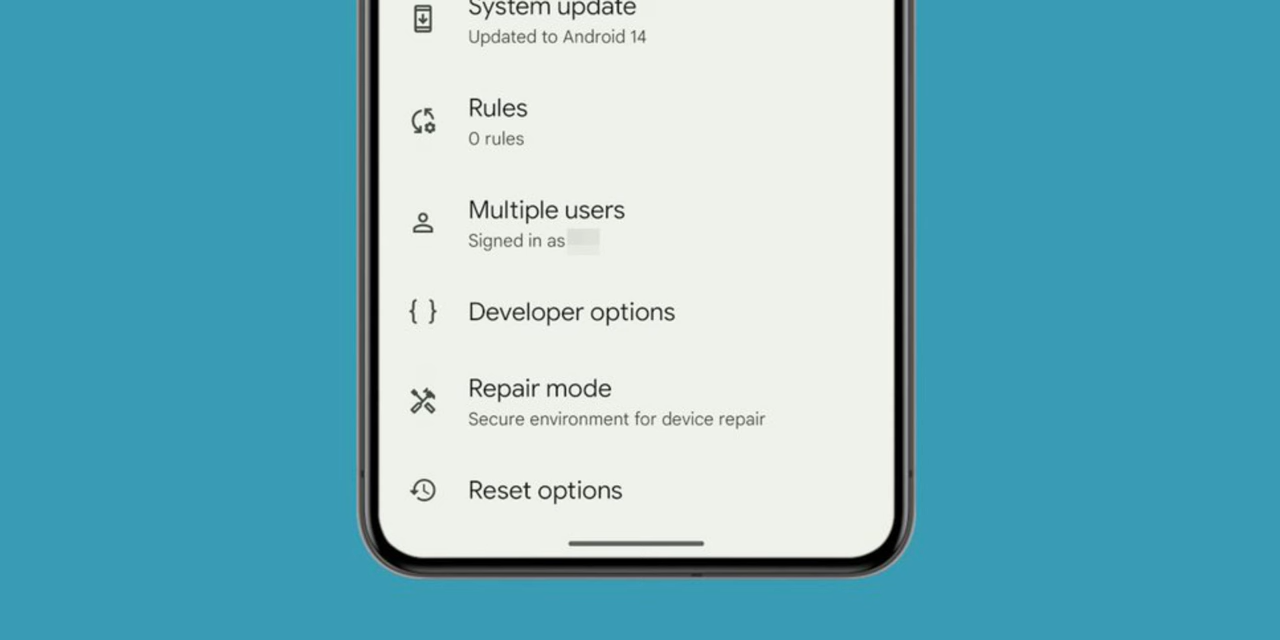 System update
Updated to Android 14
Rules
0 rules
Multiple users
Signed in as
Developer options
Repair mode
Secure environment for device repair
Reset options